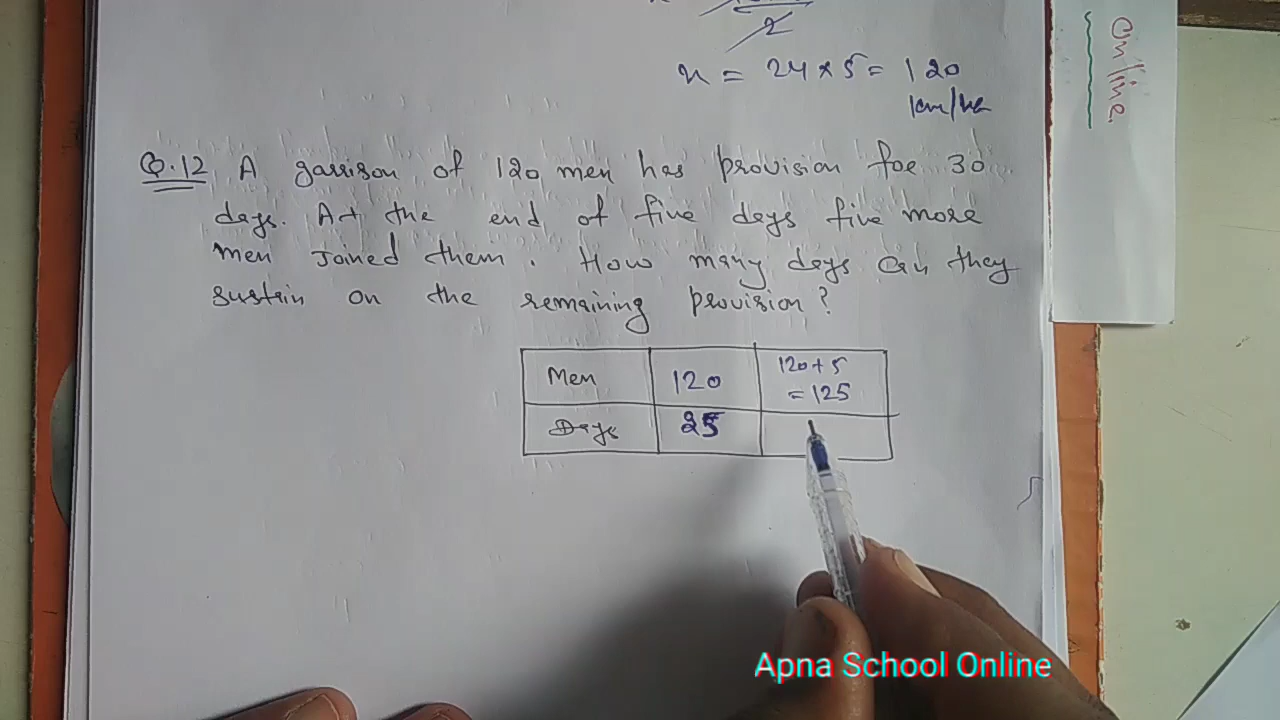 2
x = 24 * 5 = 120
km/hr
online.
Q.12 A garrison of 120 men has provision for 30
days. At the end of five days five more
men Joined them. How many days can they
sustain on the remaining provision?
Men 120 120+5
= 125
Days 25
Apna School Online